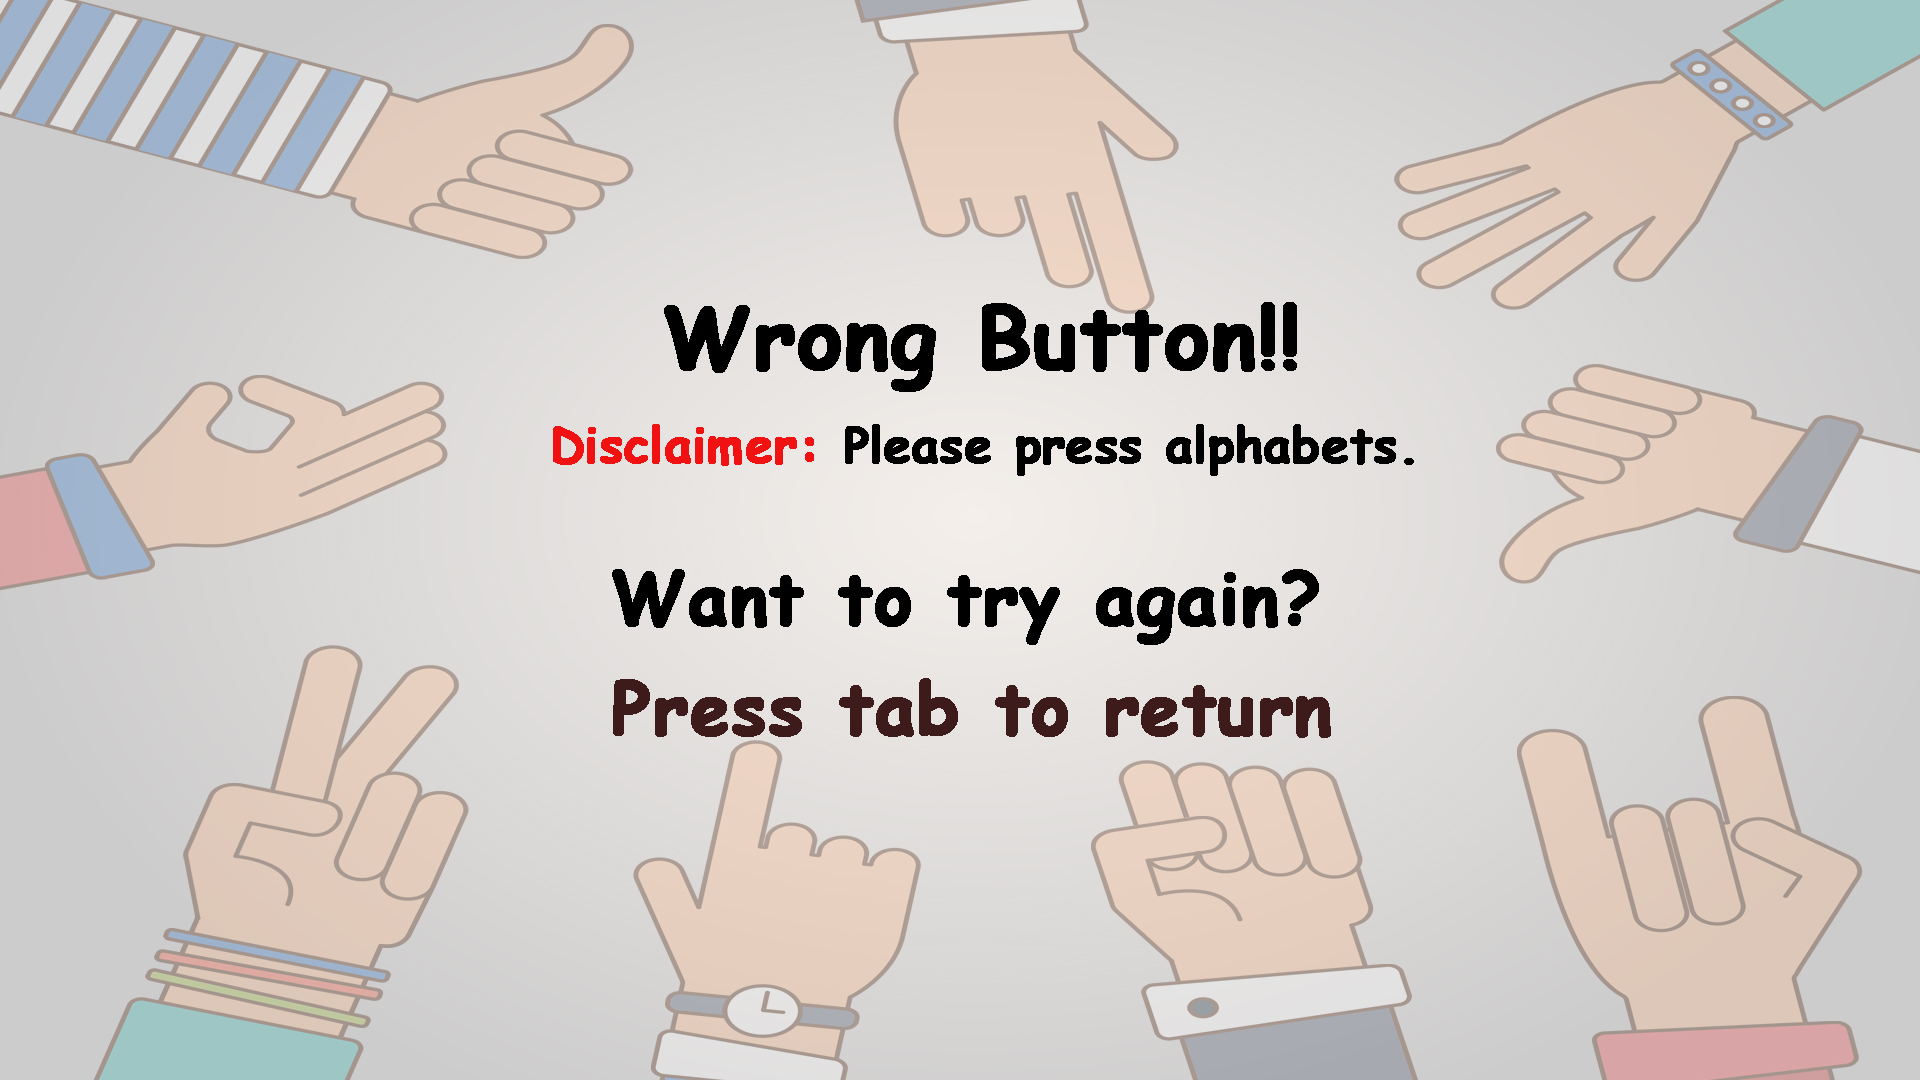 Wrong Button!!
Disclaimer: Please press alphabets.
Want to try again?
Press tab to return